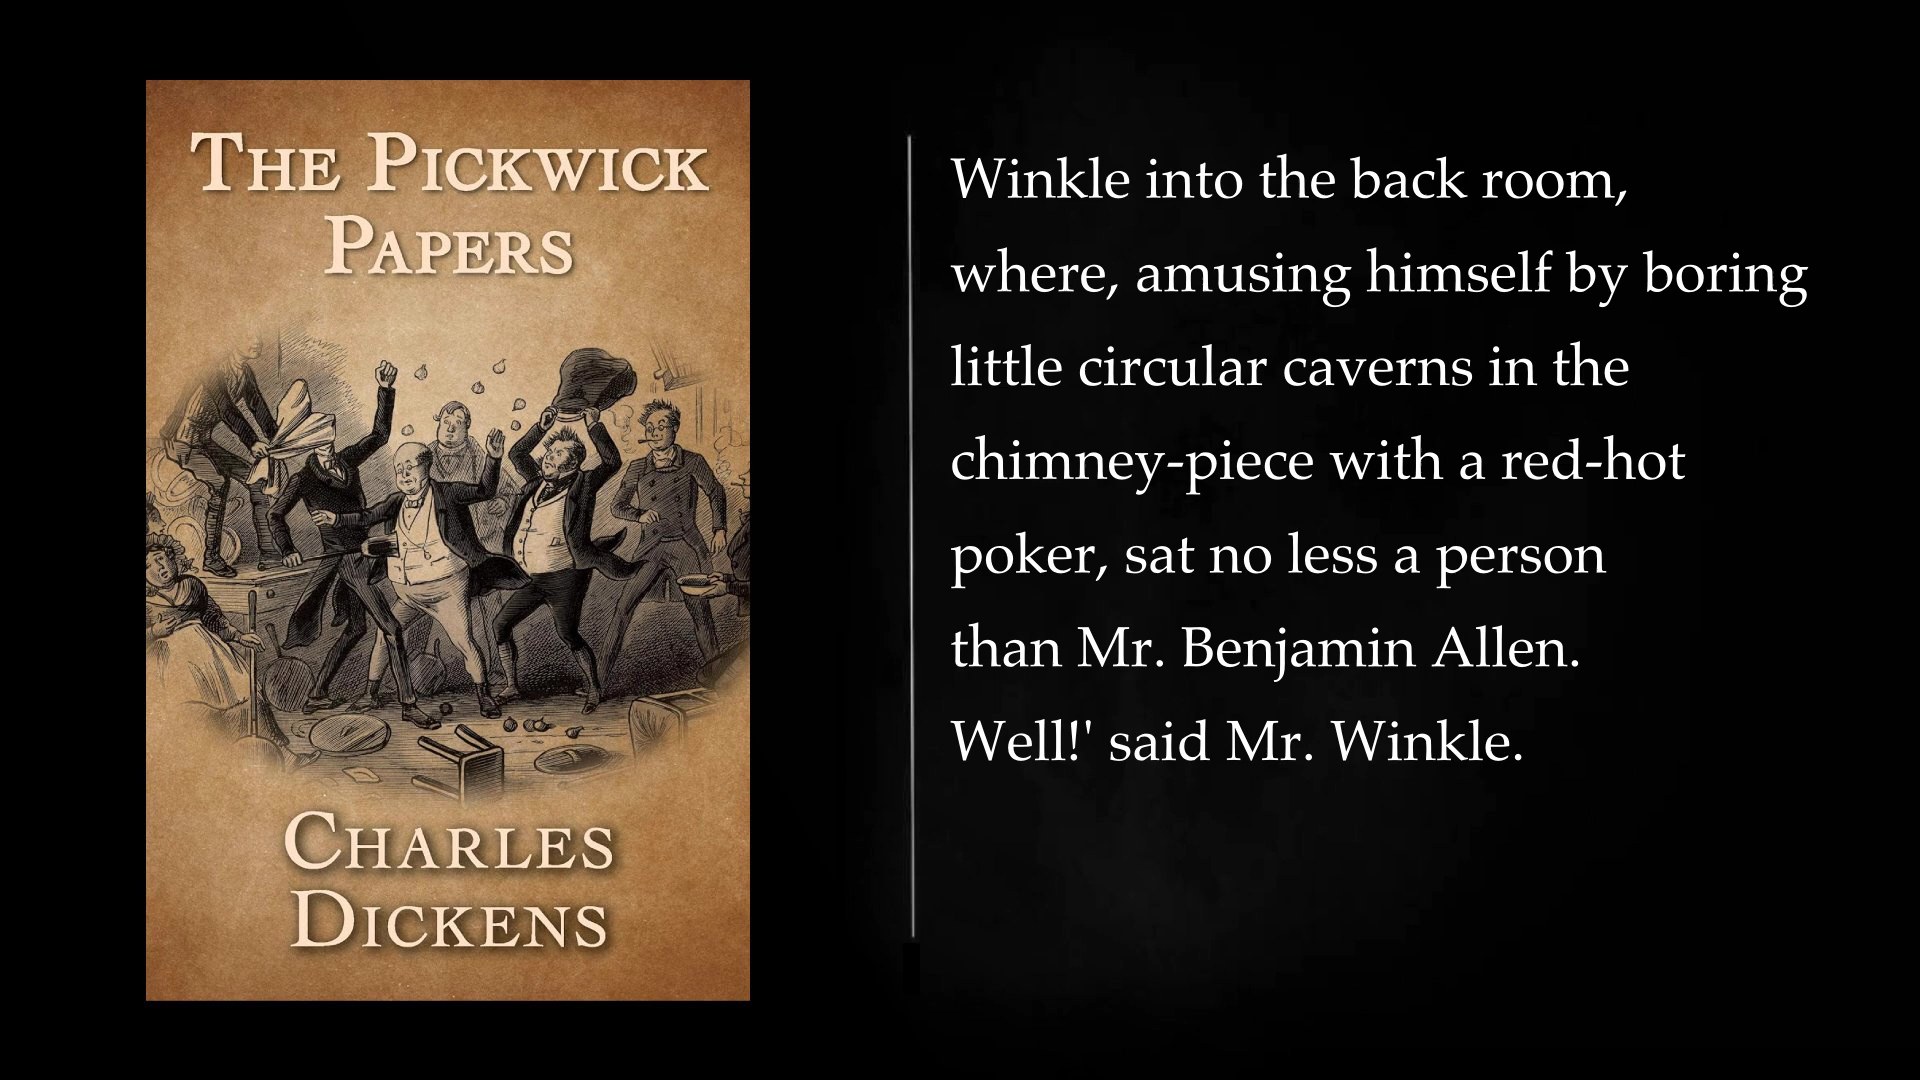 THE PICKWICK
PAPERS
CHARLES
DICKENS
Winkle into the back room,
where, amusing himself by boring
little circular caverns in the
chimney-piece with a red-hot
poker, sat no less a person
than Mr. Benjamin Allen.
Well!' said Mr. Winkle.